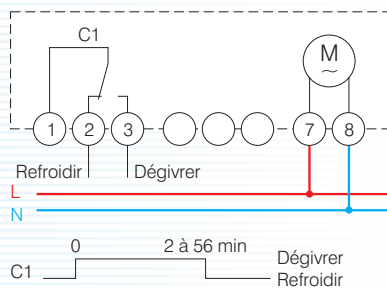 C1
M
~
1 2 3 7 8
Refroidir Dégivrer
L
N
0 2 à 56 min
Dégivrer
C1 Refroidir